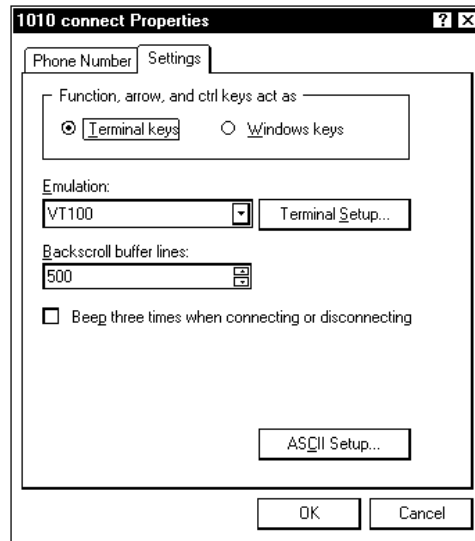 1010 connect Properties
Phone Number Settings
Function, arrow, and ctrl keys act as
Terminal keys Windows keys
Emulation:
VT100 Terminal Setup...
Backscroll buffer lines:
500
Beep three times when connecting or disconnecting
ASCII Setup...
OK Cancel